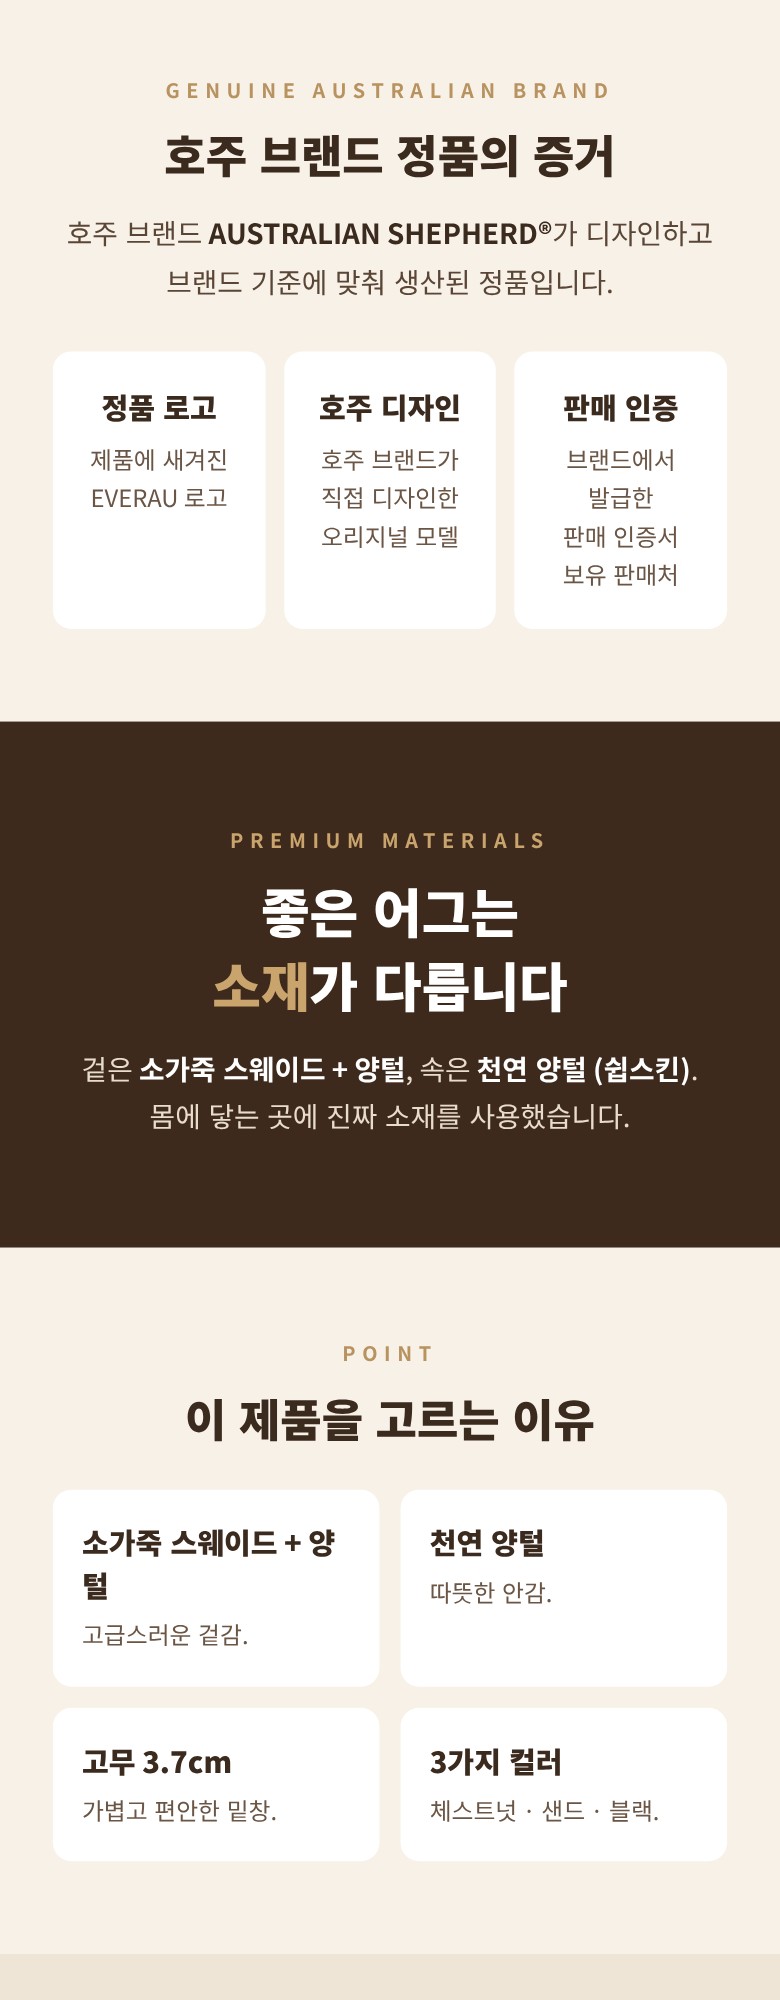 GENUINE AUSTRALIAN BRAND
호주 브랜드 정품의 증거
호주 브랜드 AUSTRALIAN SHEPHERD®가 디자인하고
브랜드 기준에 맞춰 생산된 정품입니다.
정품 로고
제품에 새겨진
EVERAU 로고
호주 디자인
호주 브랜드가
직접 디자인한
오리지널 모델
판매 인증
브랜드에서
발급한
판매 인증서
보유 판매처
PREMIUM MATERIALS
좋은 어그는
소재가 다릅니다
겉은 소가죽 스웨이드 + 양털, 속은 천연 양털 (쉽스킨).
몸에 닿는 곳에 진짜 소재를 사용했습니다.
POINT
이 제품을 고르는 이유
소가죽 스웨이드 + 양
털
고급스러운 겉감.
천연 양털
따뜻한 안감.
고무 3.7cm
가볍고 편안한 밑창.
3가지 컬러
체스트넛 · 샌드 · 블랙.